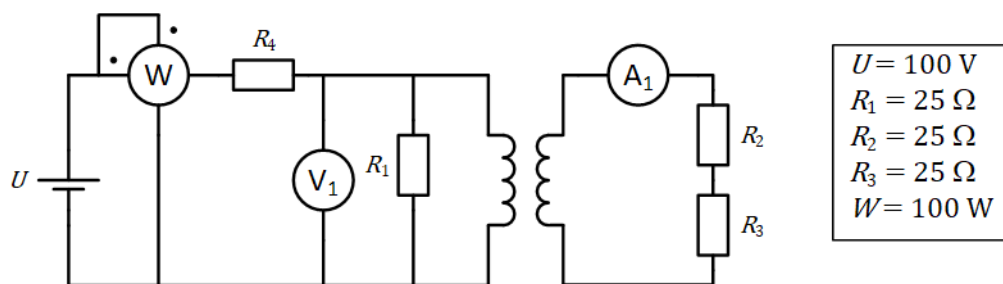 R₄
W
A₁
U
V₁
R₁
R₂
R₃
U = 100 V
R₁ = 25 Ω
R₂ = 25 Ω
R₃ = 25 Ω
W = 100 W